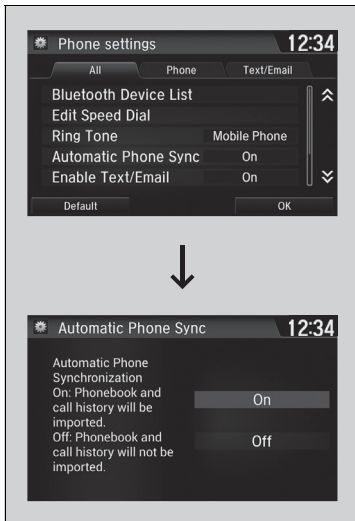 Phone settings 12:34
All Phone Text/Email
Bluetooth Device List
Edit Speed Dial
Ring Tone Mobile Phone
Automatic Phone Sync On
Enable Text/Email On
Default OK
Automatic Phone Sync 12:34
Automatic Phone
Synchronization
On: Phonebook and
call history will be
imported.
Off: Phonebook and
call history will not be
imported.
On
Off